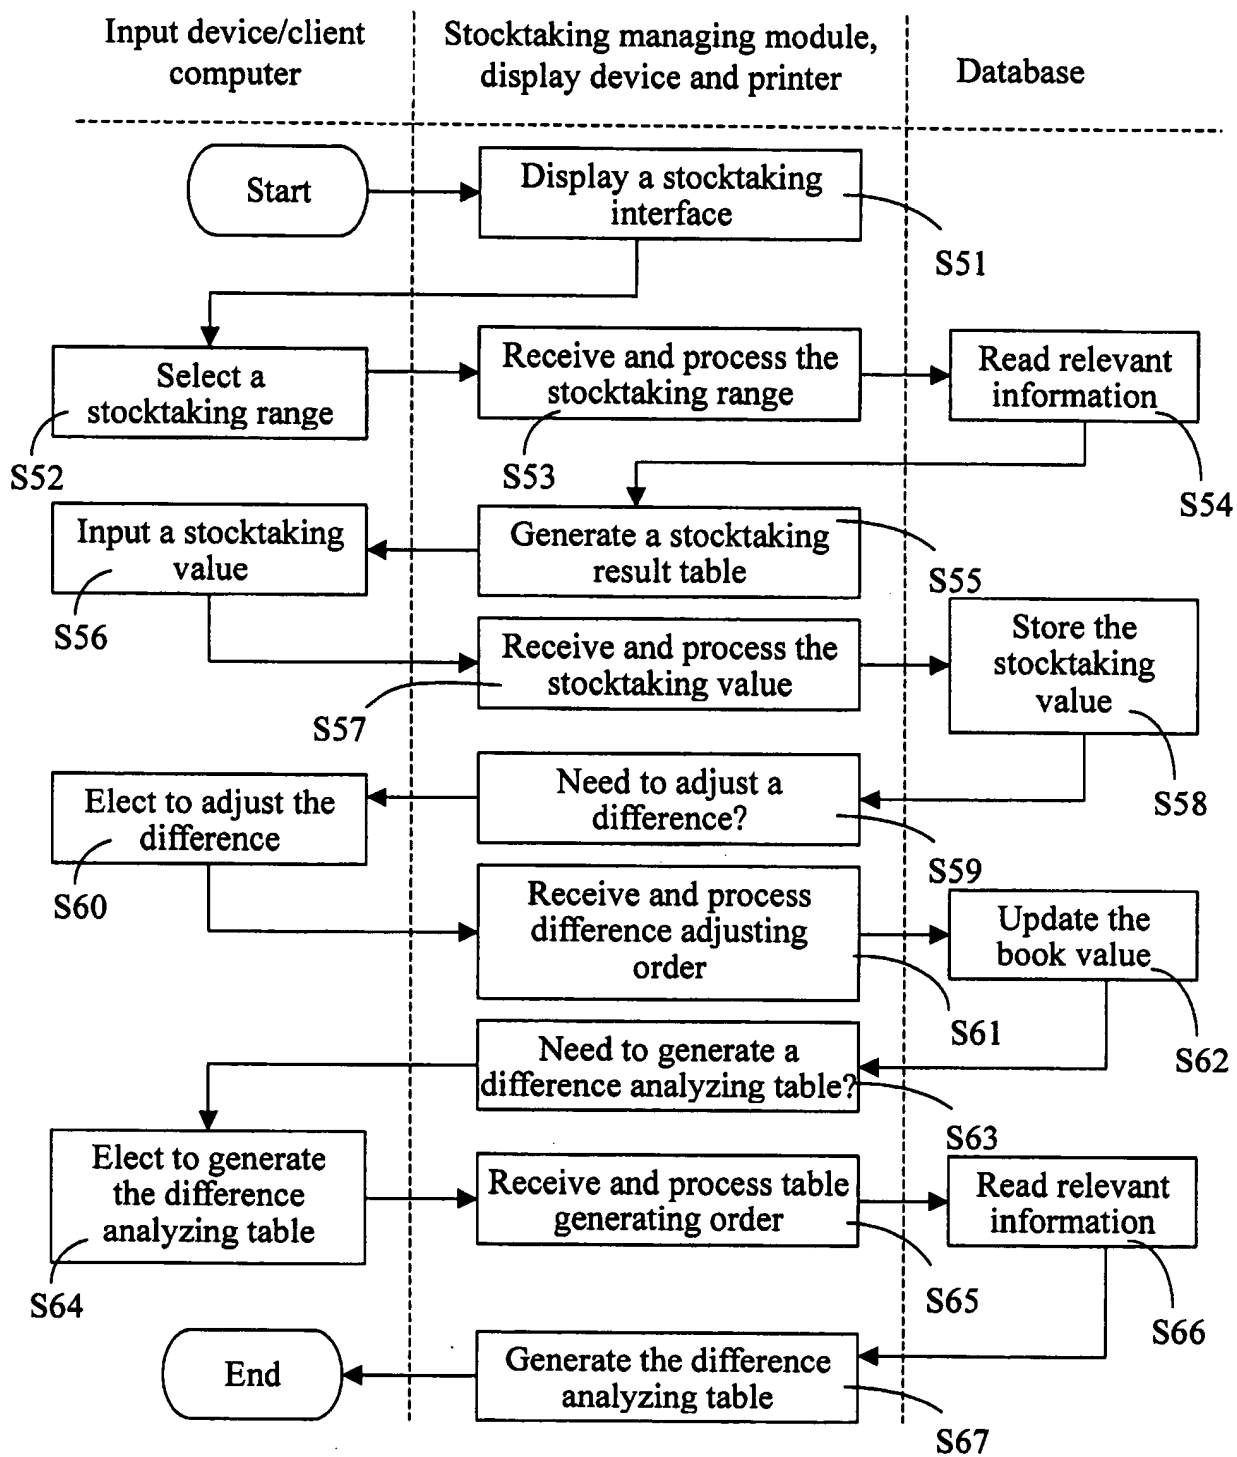 Input device/client
computer
Stocktaking managing module,
display device and printer
Database
Start
Display a stocktaking
interface
S51
Select a
stocktaking range
S52
Receive and process the
stocktaking range
S53
Read relevant
information
S54
Input a stocktaking
value
S56
Generate a stocktaking
result table
S55
Receive and process the
stocktaking value
S57
Store the
stocktaking
value
S58
Elect to adjust the
difference
S60
Need to adjust a
difference?
S59
Receive and process
difference adjusting
order
S61
Update the
book value
S62
Need to generate a
difference analyzing table?
S63
Elect to generate
the difference
analyzing table
S64
Receive and process table
generating order
S65
Read relevant
information
S66
End
Generate the difference
analyzing table
S67